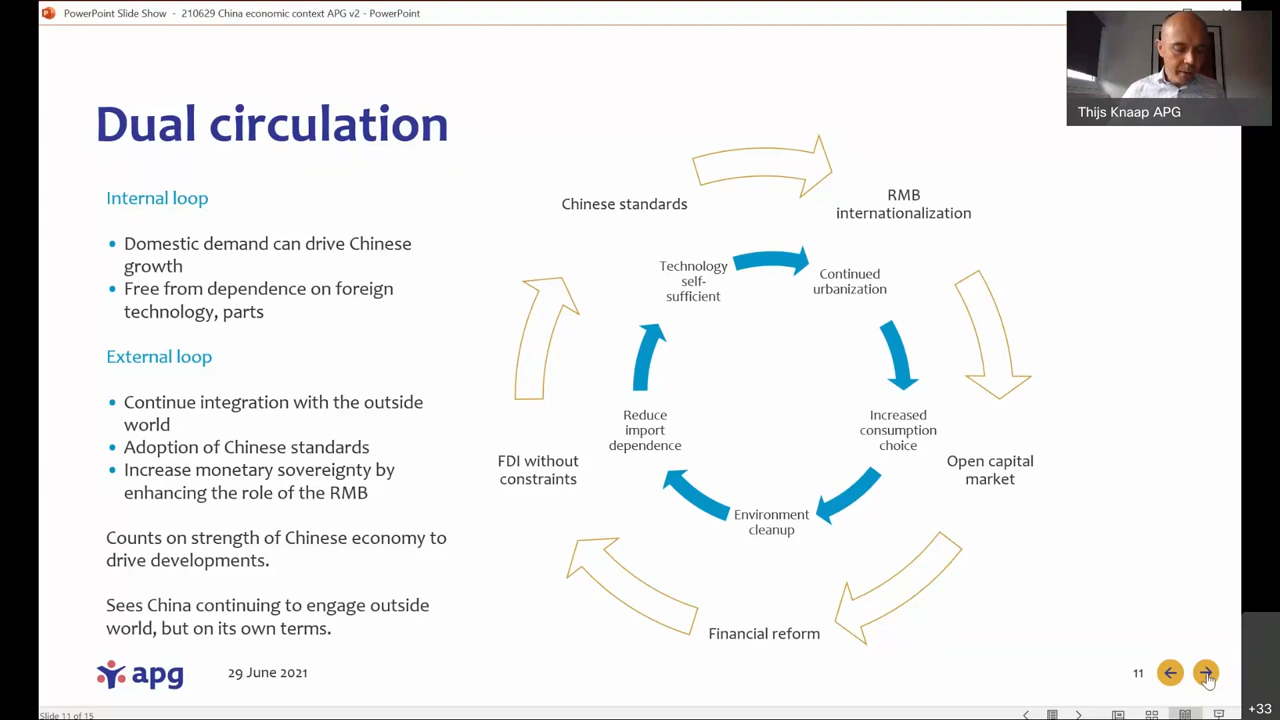 PowerPoint Slide Show - 210629 China economic context APG v2 - PowerPoint
Thijs Knaap APG
Dual circulation
Internal loop
• Domestic demand can drive Chinese
growth
• Free from dependence on foreign
technology, parts
External loop
• Continue integration with the outside
world
• Adoption of Chinese standards
• Increase monetary sovereignty by
enhancing the role of the RMB
Counts on strength of Chinese economy to
drive developments.
Sees China continuing to engage outside
world, but on its own terms.
Chinese standards
RMB
internationalization
Open capital
market
Financial reform
FDI without
constraints
Technology
self-
sufficient
Continued
urbanization
Increased
consumption
choice
Environment
cleanup
Reduce
import
dependence
apg
29 June 2021
11
Slide 11 of 15
+33